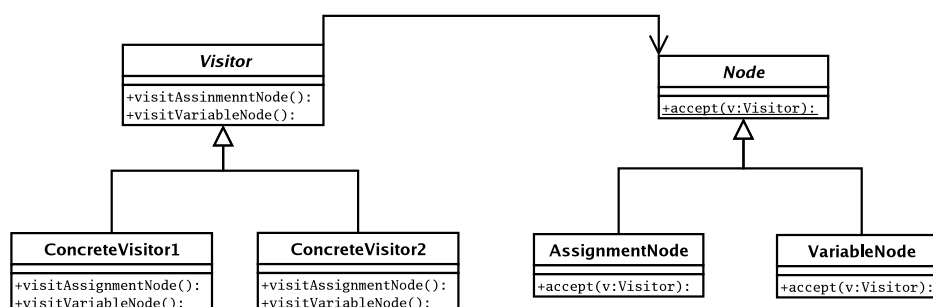 Visitor
+visitAssinmenntNode():
+visitVariableNode():
Node
+accept(v:Visitor):
ConcreteVisitor1
+visitAssignmentNode():
+visitVariableNode():
ConcreteVisitor2
+visitAssignmentNode():
+visitVariableNode():
AssignmentNode
+accept(v:Visitor):
VariableNode
+accept(v:Visitor):